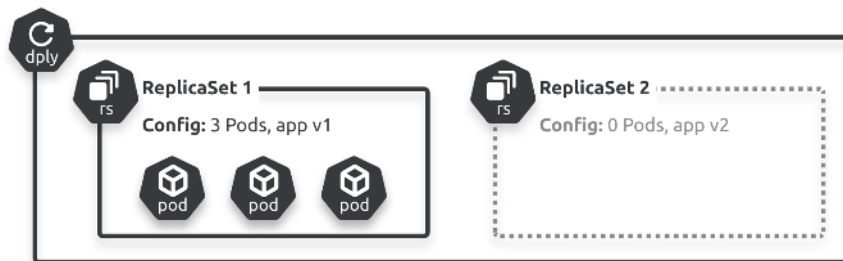 dply
rs
ReplicaSet 1
Config: 3 Pods, app v1
pod pod pod
rs
ReplicaSet 2
Config: 0 Pods, app v2